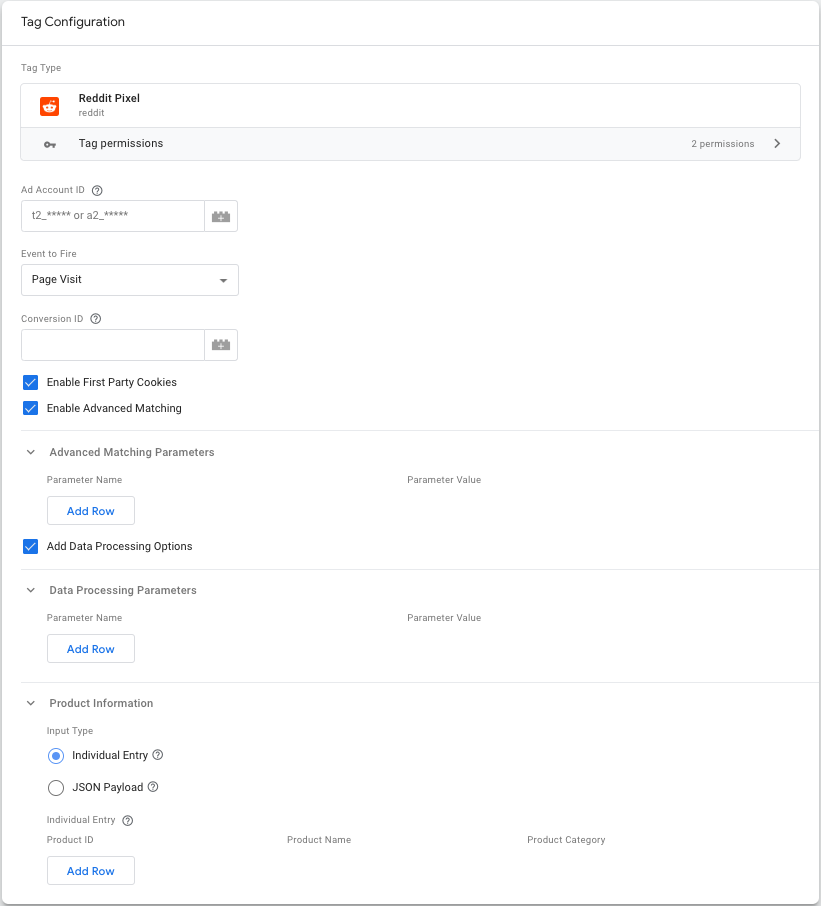 Tag Configuration
Tag Type
Reddit Pixel
reddit
Tag permissions 2 permissions
Ad Account ID
t2_***** or a2_*****
Event to Fire
Page Visit
Conversion ID
Enable First Party Cookies
Enable Advanced Matching
Advanced Matching Parameters
Parameter Name Parameter Value
Add Row
Add Data Processing Options
Data Processing Parameters
Parameter Name Parameter Value
Add Row
Product Information
Input Type
Individual Entry
JSON Payload
Individual Entry
Product ID Product Name Product Category
Add Row